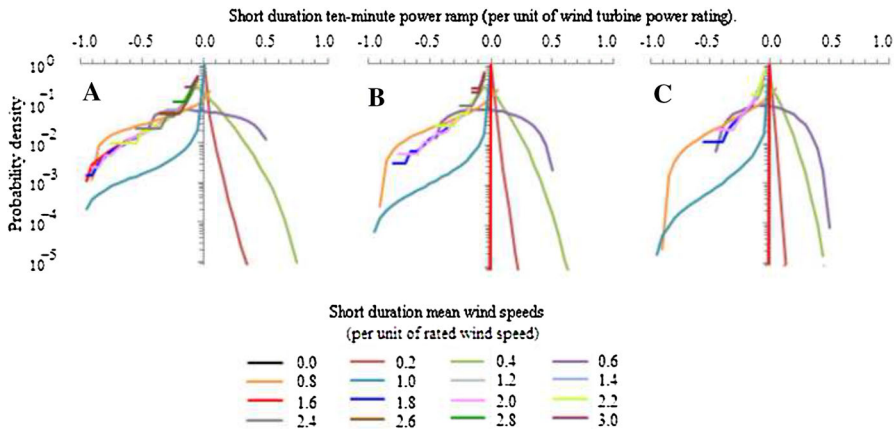 Short duration ten-minute power ramp (per unit of wind turbine power rating).
-1.0 -0.5 0.0 0.5 1.0 -1.0 -0.5 0.0 0.5 1.0 -1.0 -0.5 0.0 0.5 1.0
Probability density
10^0
10^-1
10^-2
10^-3
10^-4
10^-5
A B C
Short duration mean wind speeds
(per unit of rated wind speed)
0.0 0.2 0.4 0.6
0.8 1.0 1.2 1.4
1.6 1.8 2.0 2.2
2.4 2.6 2.8 3.0